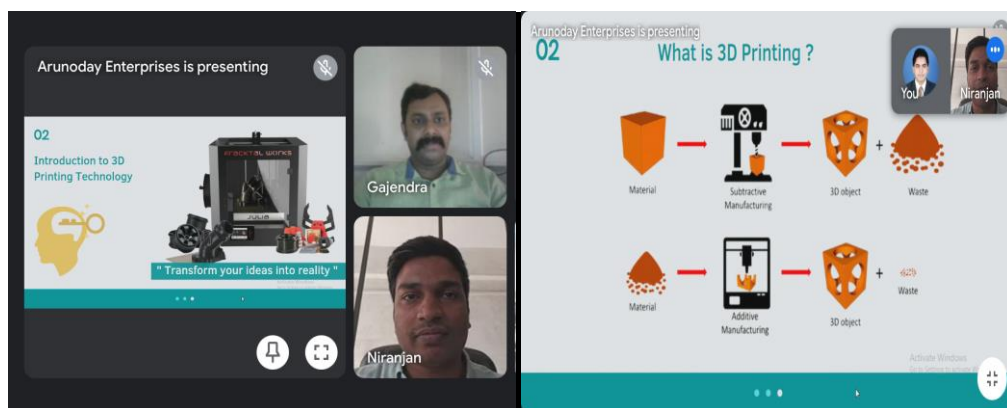 Arunoday Enterprises is presenting
02
Introduction to 3D
Printing Technology
FRACKTAL WORKS
JULIA
" Transform your ideas into reality "
Gajendra
Niranjan
Arunoday Enterprises is presenting
02
What is 3D Printing ?
You
Niranjan
Material
Subtractive
Manufacturing
3D object
+
Waste
Material
Additive
Manufacturing
3D object
+
Waste
Activate Windows